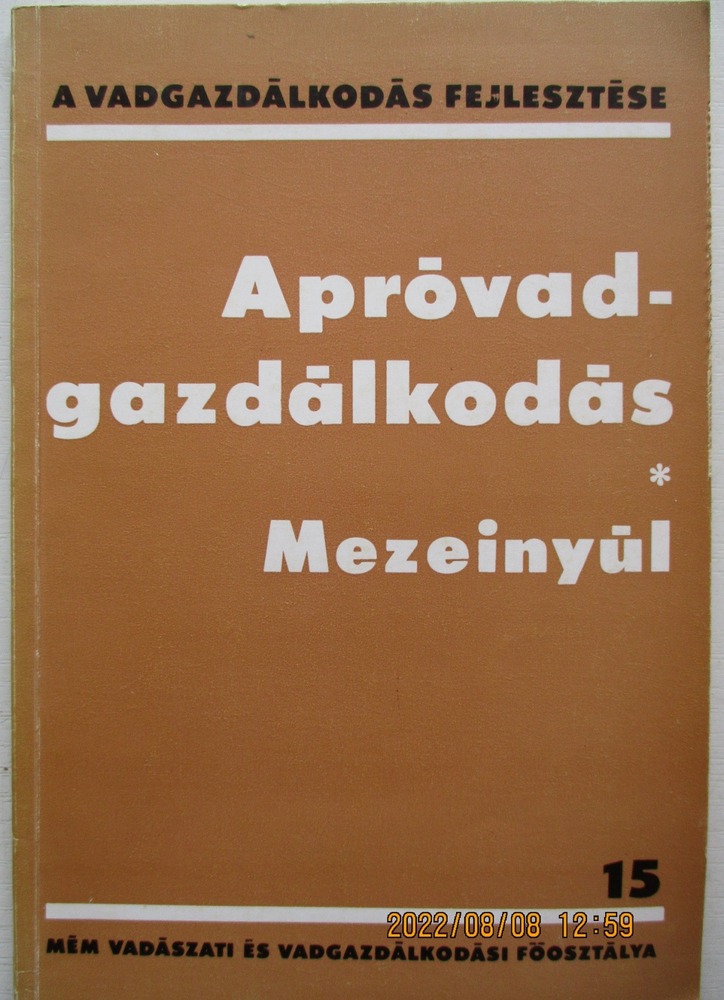 A VADGAZDÁLKODÁS FEJLESZTÉSE
Apróvad-
gazdálkodás
*
Mezeinyúl
15
2022/08/08 12:59
MÉM VADÁSZATI ÉS VADGAZDÁLKODÁSI FŐOSZTÁLYA